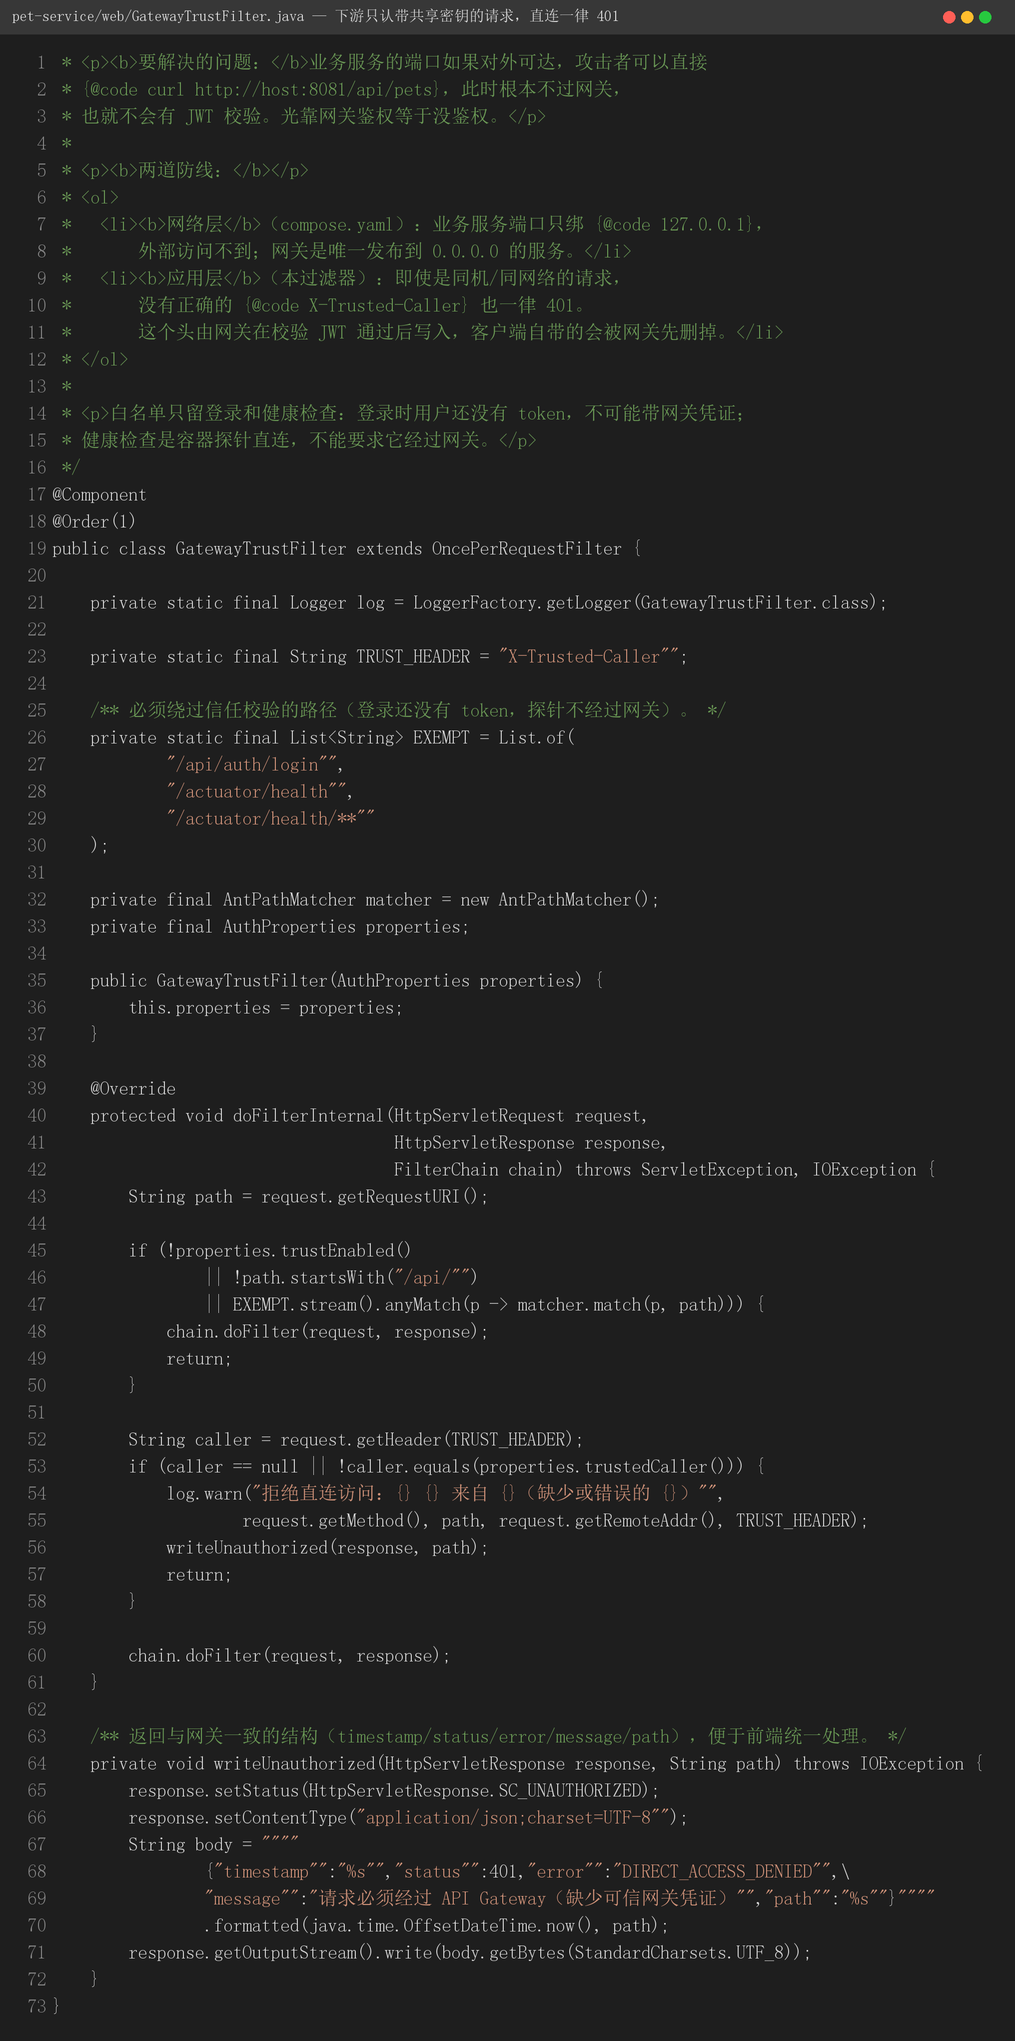 pet-service/web/GatewayTrustFilter.java — 下游只认带共享密钥的请求，直连一律 401
1  * <p><b>要解决的问题：</b>业务服务的端口如果对外可达，攻击者可以直接
2  * {@code curl http://host:8081/api/pets}，此时根本不过网关，
3  * 也就不会有 JWT 校验。光靠网关鉴权等于没鉴权。</p>
4  *
5  * <p><b>两道防线：</b></p>
6  * <ol>
7  *   <li><b>网络层</b>（compose.yaml）：业务服务端口只绑 {@code 127.0.0.1}，
8  *       外部访问不到；网关是唯一发布到 0.0.0.0 的服务。</li>
9  *   <li><b>应用层</b>（本过滤器）：即使是同机/同网络的请求，
10  *       没有正确的 {@code X-Trusted-Caller} 也一律 401。
11  *       这个头由网关在校验 JWT 通过后写入，客户端自带的会被网关先删掉。</li>
12  * </ol>
13  *
14  * <p>白名单只留登录和健康检查：登录时用户还没有 token，不可能带网关凭证；
15  * 健康检查是容器探针直连，不能要求它经过网关。</p>
16  */
17 @Component
18 @Order(1)
19 public class GatewayTrustFilter extends OncePerRequestFilter {
20
21     private static final Logger log = LoggerFactory.getLogger(GatewayTrustFilter.class);
22
23     private static final String TRUST_HEADER = "X-Trusted-Caller"";
24
25     /** 必须绕过信任校验的路径（登录还没有 token，探针不经过网关）。 */
26     private static final List<String> EXEMPT = List.of(
27             "/api/auth/login"",
28             "/actuator/health"",
29             "/actuator/health/**""
30     );
31
32     private final AntPathMatcher matcher = new AntPathMatcher();
33     private final AuthProperties properties;
34
35     public GatewayTrustFilter(AuthProperties properties) {
36         this.properties = properties;
37     }
38
39     @Override
40     protected void doFilterInternal(HttpServletRequest request,
41                                     HttpServletResponse response,
42                                     FilterChain chain) throws ServletException, IOException {
43         String path = request.getRequestURI();
44
45         if (!properties.trustEnabled()
46                 || !path.startsWith("/api/"")
47                 || EXEMPT.stream().anyMatch(p -> matcher.match(p, path))) {
48             chain.doFilter(request, response);
49             return;
50         }
51
52         String caller = request.getHeader(TRUST_HEADER);
53         if (caller == null || !caller.equals(properties.trustedCaller())) {
54             log.warn("拒绝直连访问：{} {} 来自 {}（缺少或错误的 {}）"",
55                     request.getMethod(), path, request.getRemoteAddr(), TRUST_HEADER);
56             writeUnauthorized(response, path);
57             return;
58         }
59
60         chain.doFilter(request, response);
61     }
62
63     /** 返回与网关一致的结构（timestamp/status/error/message/path），便于前端统一处理。 */
64     private void writeUnauthorized(HttpServletResponse response, String path) throws IOException {
65         response.setStatus(HttpServletResponse.SC_UNAUTHORIZED);
66         response.setContentType("application/json;charset=UTF-8"");
67         String body = """"
68                 {"timestamp"":"%s"","status"":401,"error"":"DIRECT_ACCESS_DENIED"",\
69                 "message"":"请求必须经过 API Gateway（缺少可信网关凭证）"","path"":"%s""}""""
70                 .formatted(java.time.OffsetDateTime.now(), path);
71         response.getOutputStream().write(body.getBytes(StandardCharsets.UTF_8));
72     }
73 }